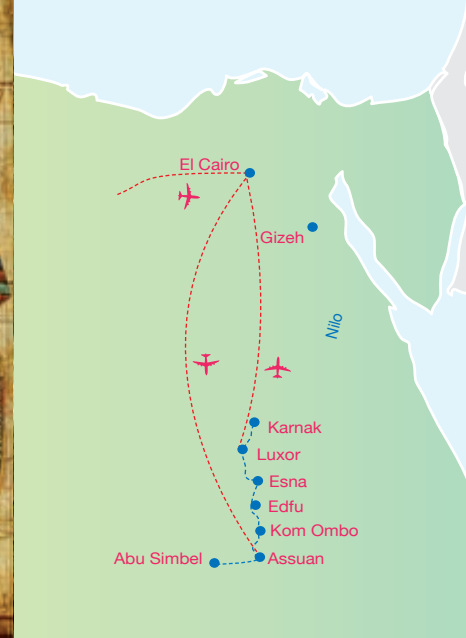 El Cairo
Gizeh
Nilo
Karnak
Luxor
Esna
Edfu
Kom Ombo
Abu Simbel
Assuan